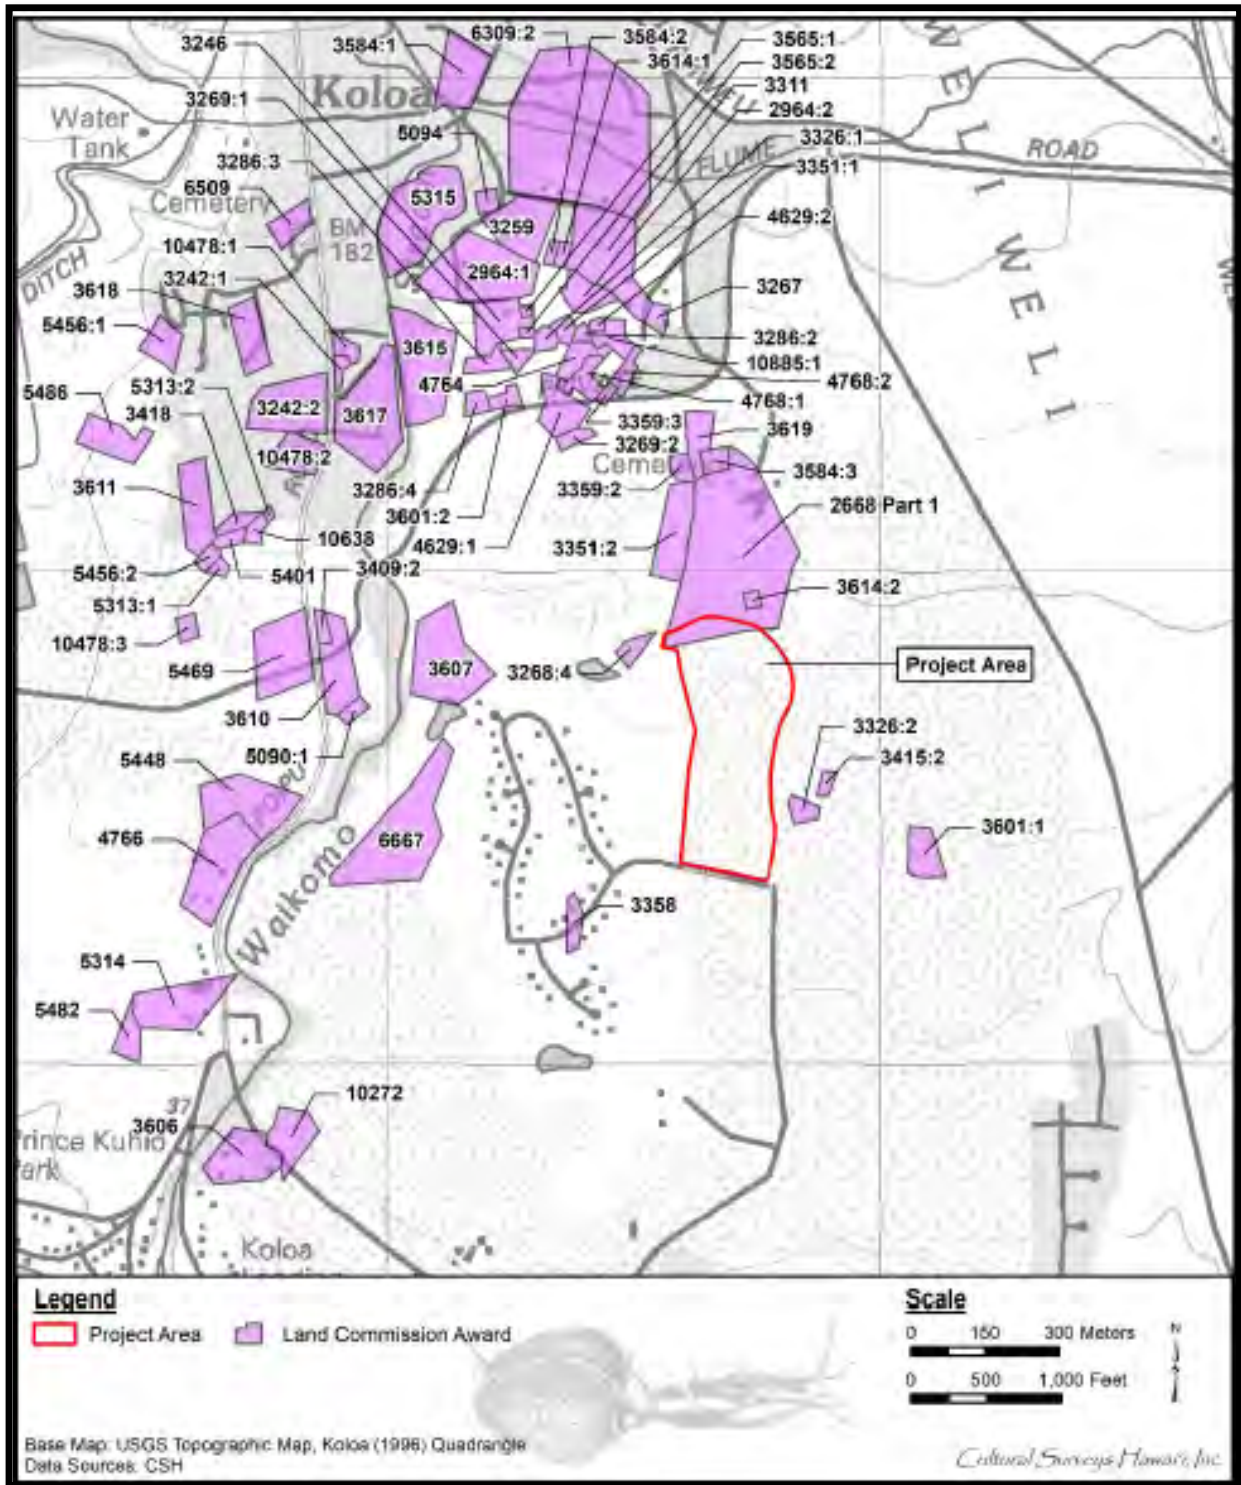 3246
3584:1
6309:2
3584:2
3614:1
3565:1
3565:2
3311
2964:2
3326:1
3351:1
4629:2
3269:1
Koloa
Water
Tank
5094
3286:3
6509
Cemetery
5315
3259
FLUME
ROAD
WELI
WELIWELI
BM
182
10478:1
3242:1
2964:1
DITCH
3618
5456:1
3267
3615
3286:2
10885:1
4764
4768:2
5486
5313:2
3418
3242:2
3617
4768:1
3359:3
3619
3269:2
10478:2
3611
3286:4
3359:2
3584:3
2668 Part 1
3601:2
10638
4629:1
3351:2
5456:2
5401
3409:2
5313:1
3614:2
10478:3
5469
3607
3268:4
Project Area
3610
5090:1
3326:2
3415:2
5448
POIPU
4766
6667
3601:1
Waikomo
3358
5314
5482
10272
37
3606
Prince Kuhio
Park
Koloa
Legend
Project Area
Land Commission Award
Scale
0 150 300 Meters
0 500 1,000 Feet
N
Base Map: USGS Topographic Map, Koloa (1996) Quadrangle
Data Sources: CSH
Cultural Surveys Hawai'i, Inc.